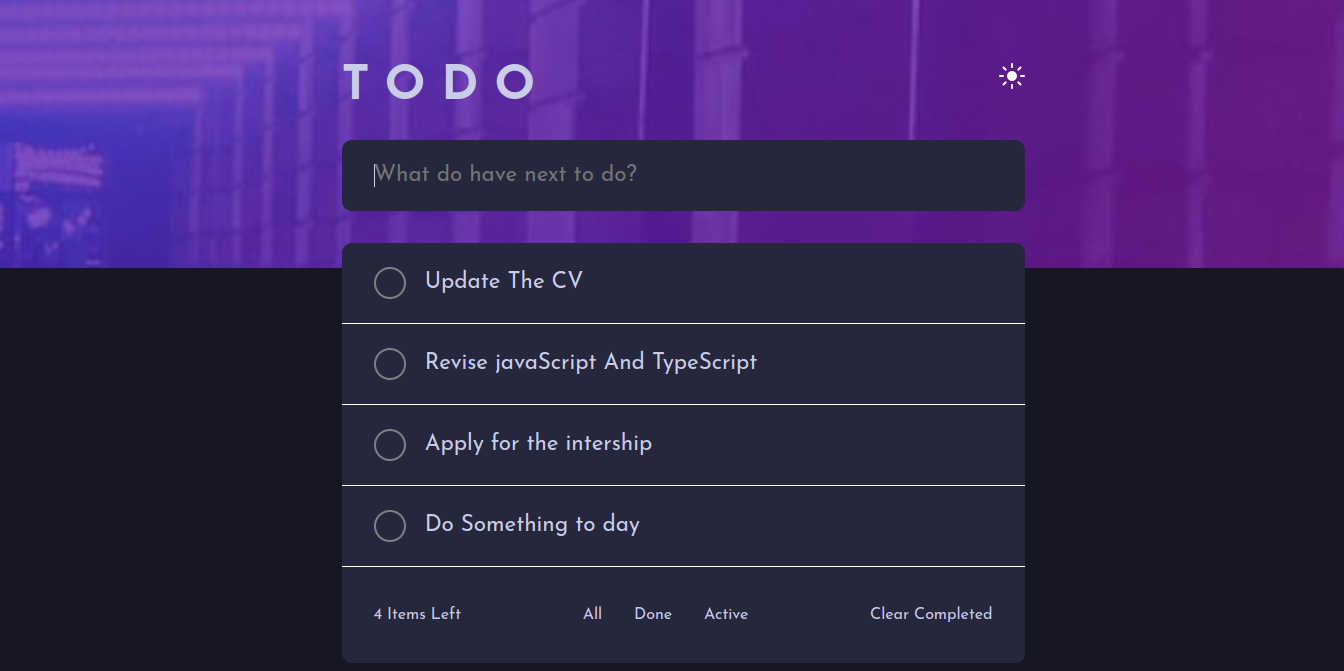 TODO
What do have next to do?
Update The CV
Revise javaScript And TypeScript
Apply for the intership
Do Something to day
4 Items Left All Done Active Clear Completed